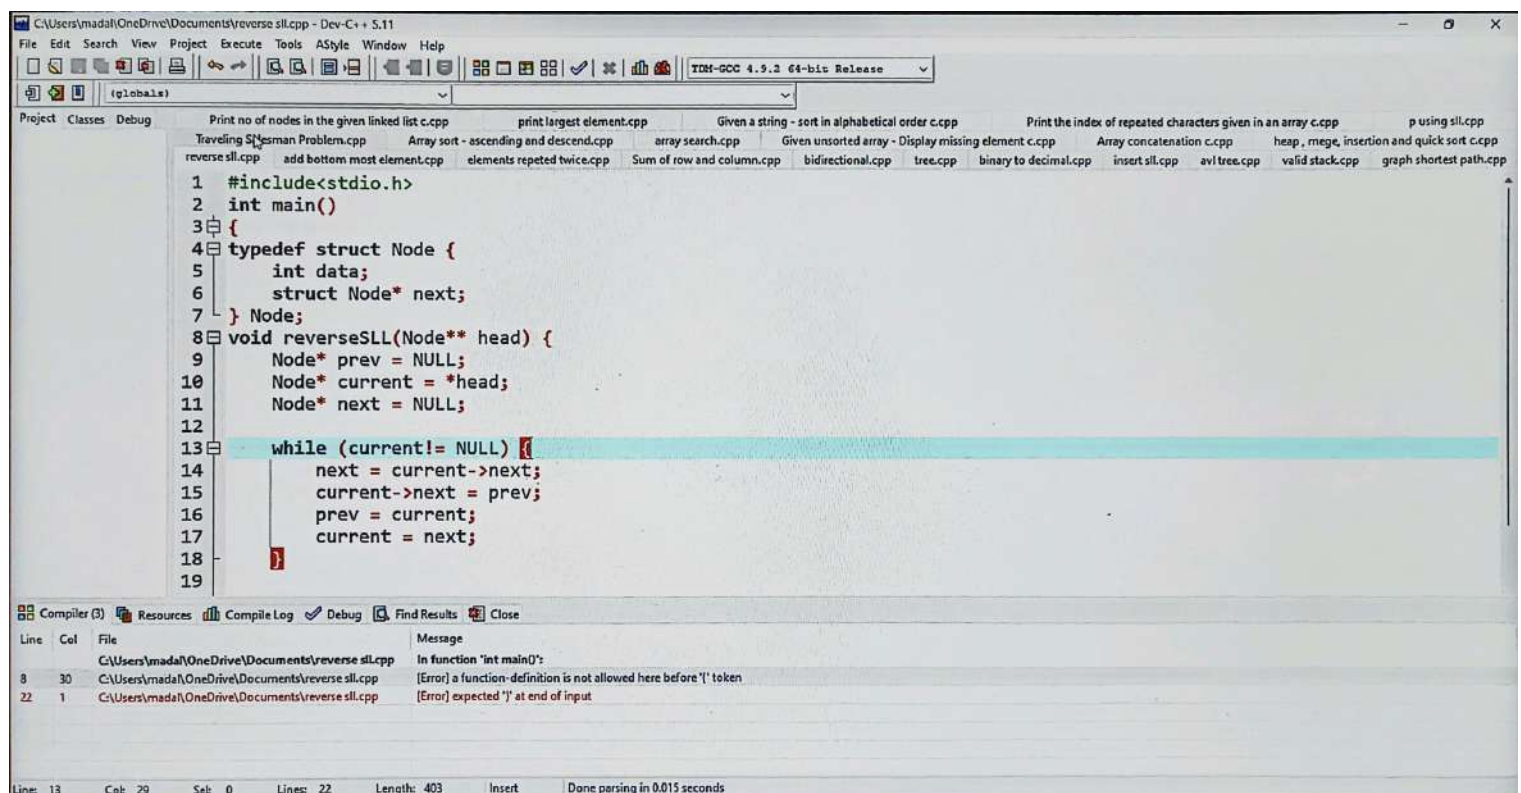 C:\Users\madal\OneDrive\Documents\reverse sll.cpp - Dev-C++ 5.11
File Edit Search View Project Execute Tools AStyle Window Help
TDM-GCC 4.9.2 64-bit Release
(globals)
Project Classes Debug
Print no of nodes in the given linked list c.cpp print largest element.cpp Given a string - sort in alphabetical order c.cpp Print the index of repeated characters given in an array c.cpp p using sll.cpp
Traveling Salesman Problem.cpp Array sort - ascending and descend.cpp array search.cpp Given unsorted array - Display missing element c.cpp Array concatenation c.cpp heap , mege, insertion and quick sort c.cpp
reverse sll.cpp add bottom most element.cpp elements repeted twice.cpp Sum of row and column.cpp bidirectional.cpp tree.cpp binary to decimal.cpp insert sll.cpp avl tree.cpp valid stack.cpp graph shortest path.cpp
1 #include<stdio.h>
2 int main()
3 {
4 typedef struct Node {
5 int data;
6 struct Node* next;
7 } Node;
8 void reverseSLL(Node** head) {
9 Node* prev = NULL;
10 Node* current = *head;
11 Node* next = NULL;
12
13 while (current!= NULL) {
14 next = current->next;
15 current->next = prev;
16 prev = current;
17 current = next;
18 }
19
Compiler (3) Resources Compile Log Debug Find Results Close
Line Col File Message
C:\Users\madal\OneDrive\Documents\reverse sll.cpp In function 'int main()':
8 30 C:\Users\madal\OneDrive\Documents\reverse sll.cpp [Error] a function-definition is not allowed here before '{' token
22 1 C:\Users\madal\OneDrive\Documents\reverse sll.cpp [Error] expected '}' at end of input
Line: 13 Col: 29 Sel: 0 Lines: 22 Length: 403 Insert Done parsing in 0.015 seconds